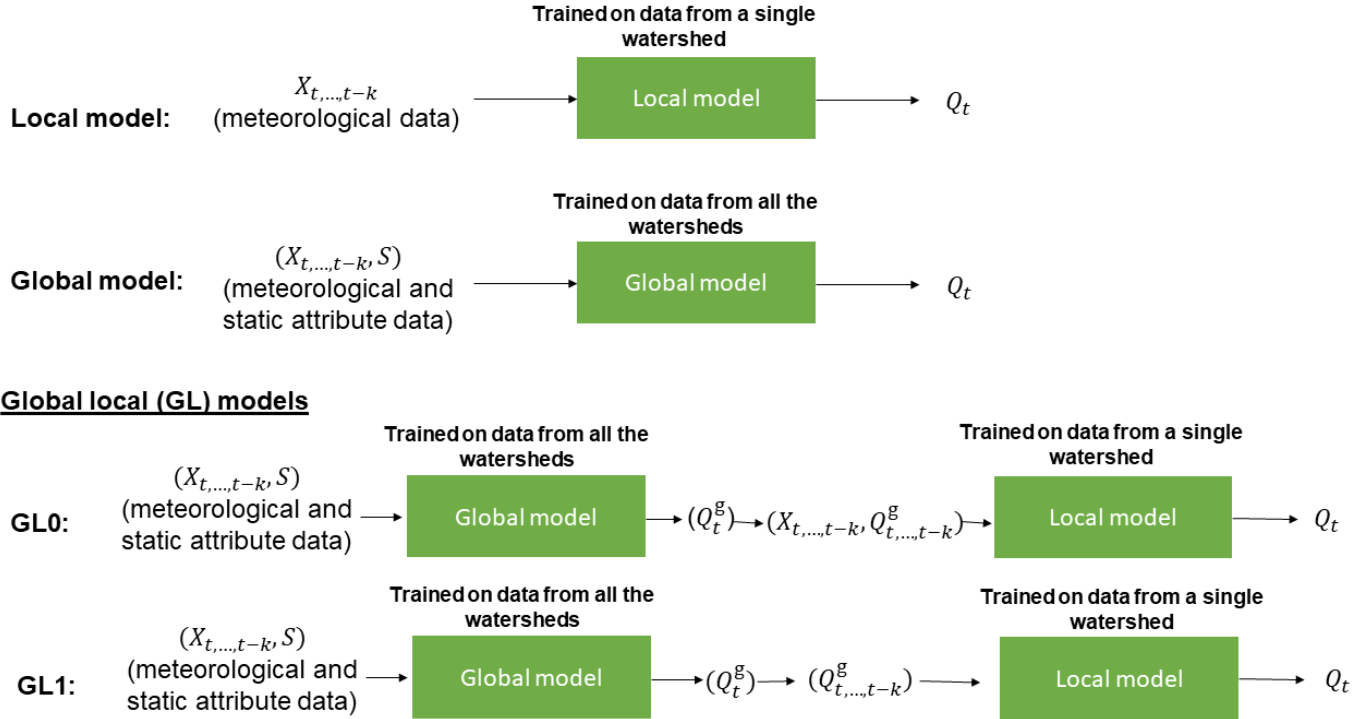 Trained on data from a single
watershed
Local model:
X_{t,...,t−k}
(meteorological data)
Local model
Q_t
Trained on data from all the
watersheds
Global model:
(X_{t,...,t−k}, S)
(meteorological and
static attribute data)
Global model
Q_t
Global local (GL) models
Trained on data from all the
watersheds
Trained on data from a single
watershed
GL0:
(X_{t,...,t−k}, S)
(meteorological and
static attribute data)
Global model
(Q_t^g)
(X_{t,...,t−k}, Q_{t,...,t−k}^g)
Local model
Q_t
Trained on data from all the
watersheds
Trained on data from a single
watershed
GL1:
(X_{t,...,t−k}, S)
(meteorological and
static attribute data)
Global model
(Q_t^g)
(Q_{t,...,t−k}^g)
Local model
Q_t